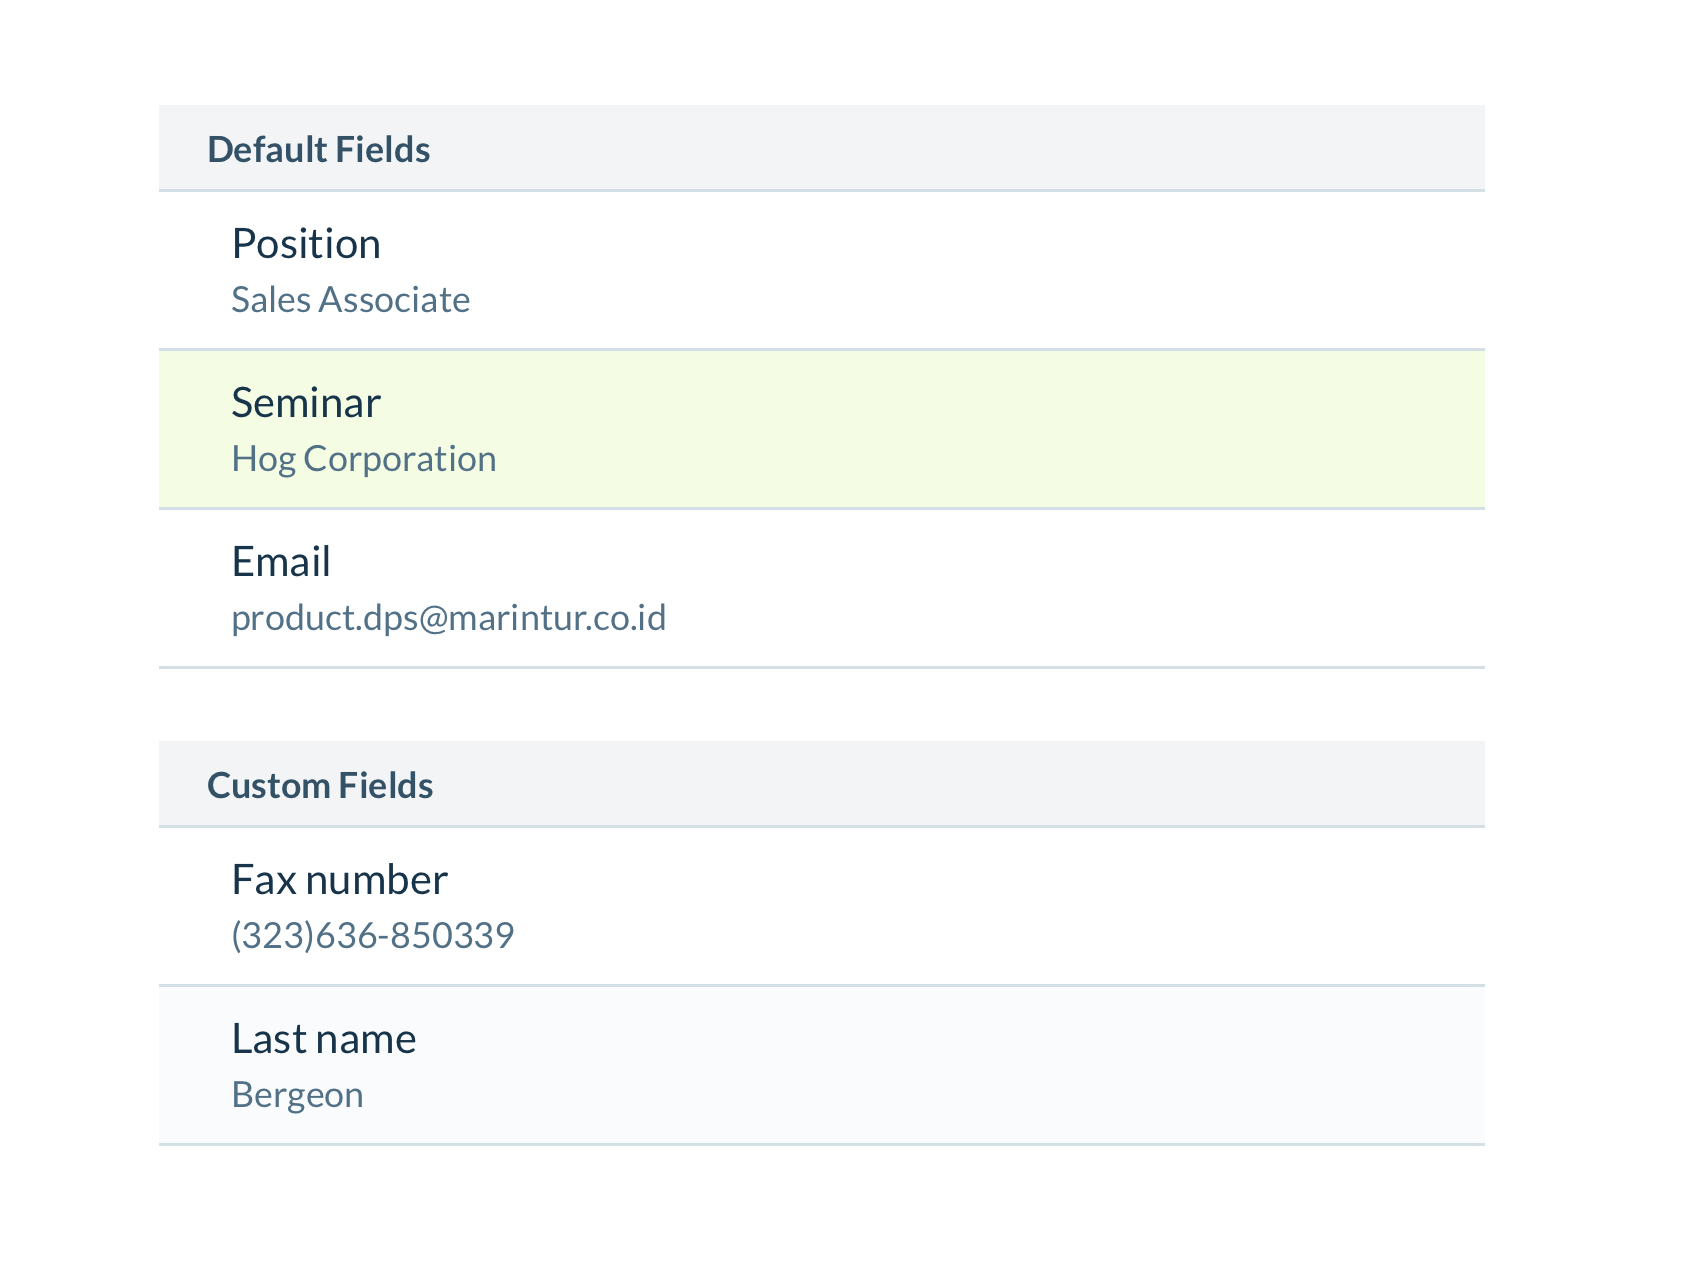 Default Fields
Position
Sales Associate
Seminar
Hog Corporation
Email
product.dps@marintur.co.id
Custom Fields
Fax number
(323)636-850339
Last name
Bergeon